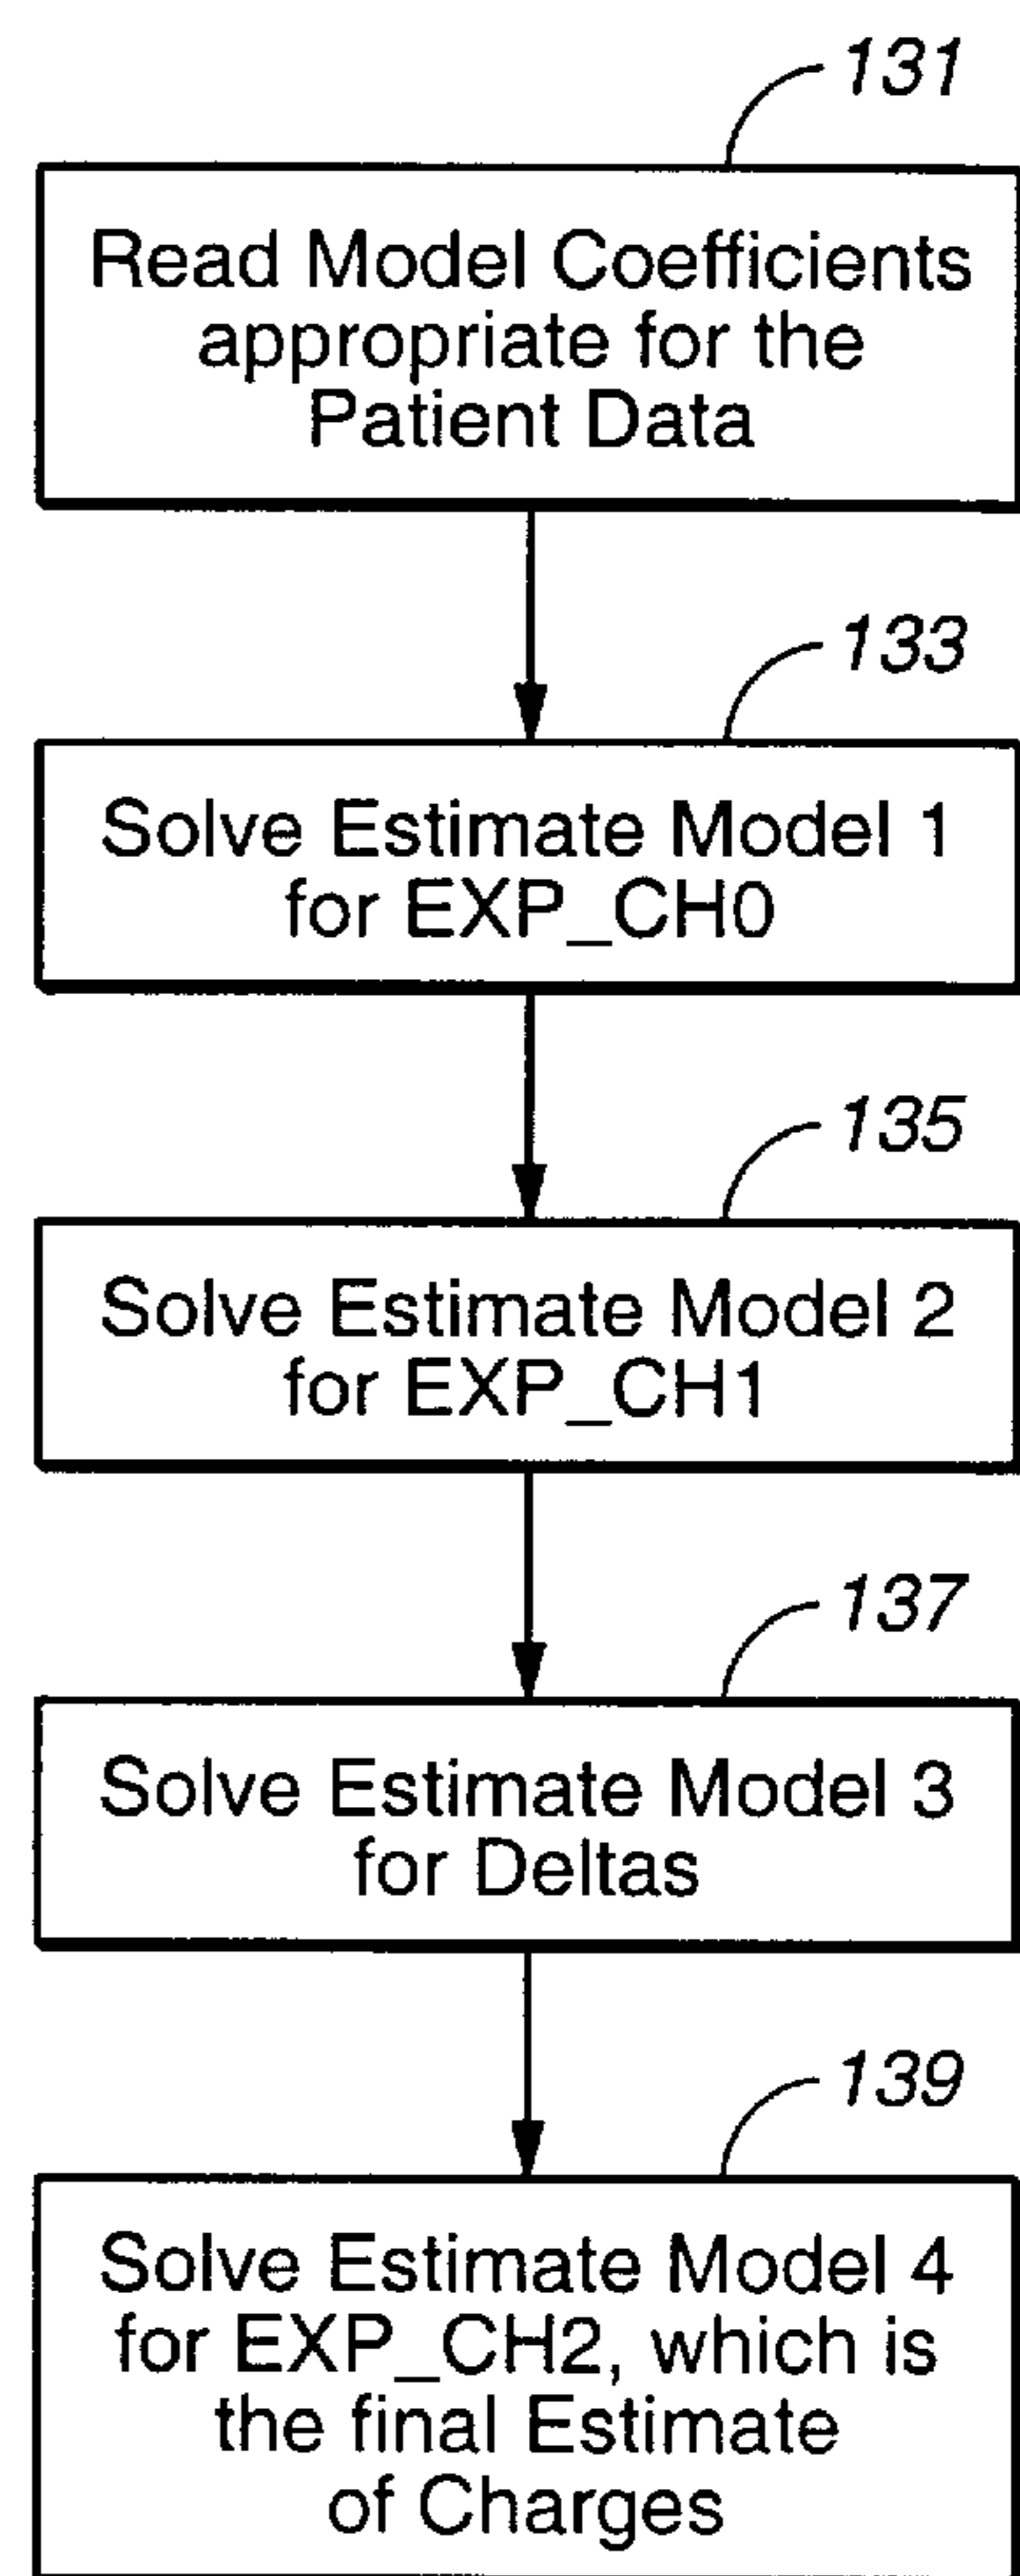 131
Read Model Coefficients
appropriate for the
Patient Data
133
Solve Estimate Model 1
for EXP_CH0
135
Solve Estimate Model 2
for EXP_CH1
137
Solve Estimate Model 3
for Deltas
139
Solve Estimate Model 4
for EXP_CH2, which is
the final Estimate
of Charges